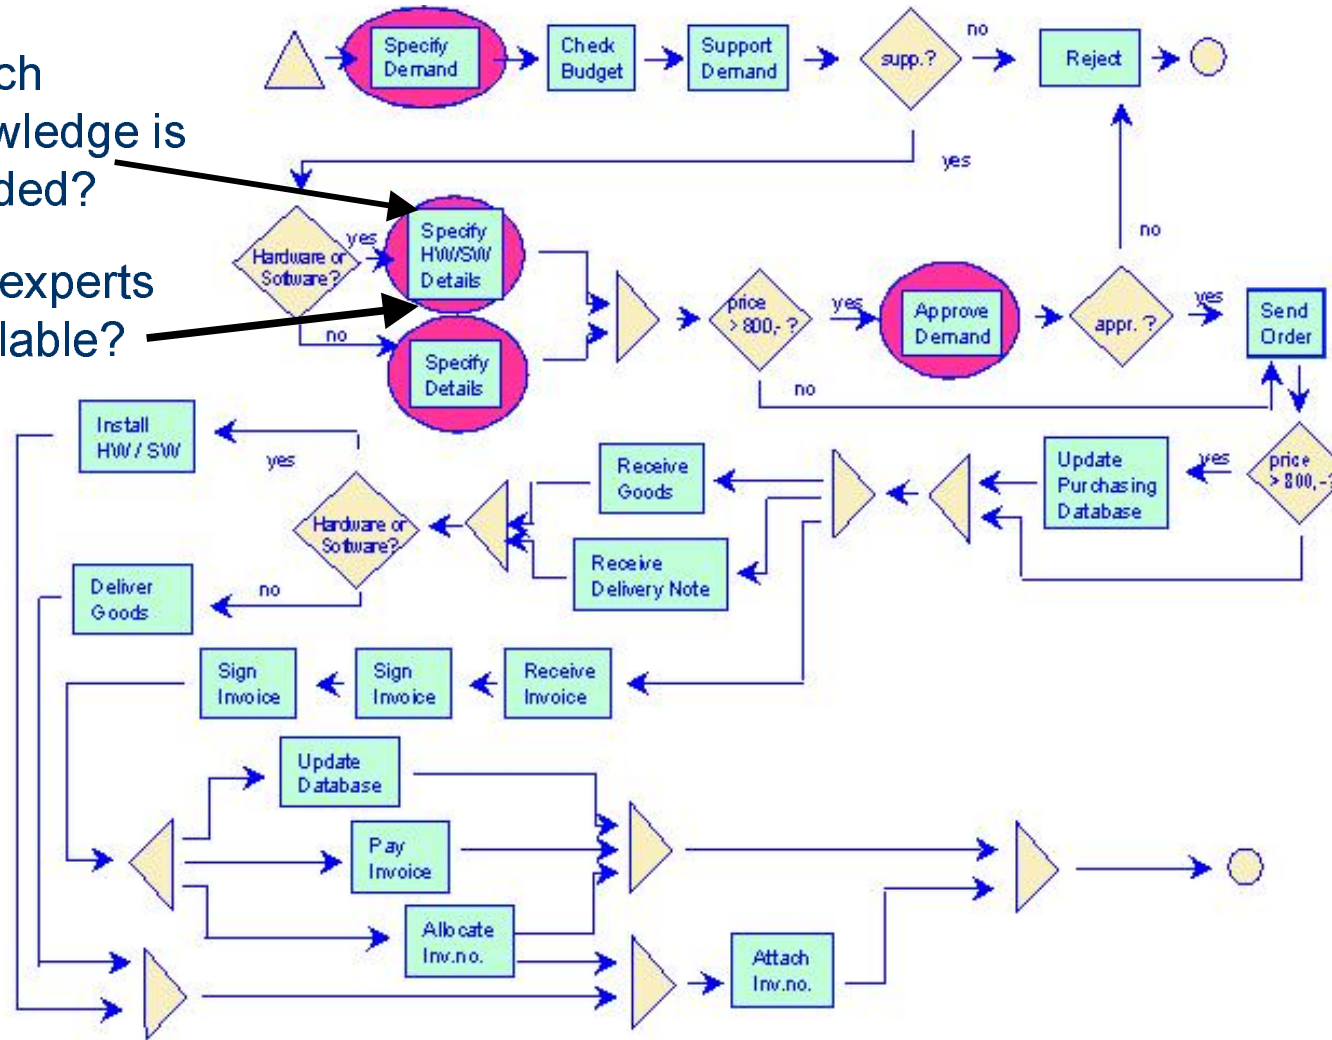 ch
wledge is
ded?
experts
lable?
Specify
Demand
Check
Budget
Support
Demand
supp.?
no
Reject
yes
Hardware or
Software?
yes
no
Specify
HW/SW
Details
Specify
Details
price
> 800,- ?
yes
no
Approve
Demand
appr. ?
no
yes
Send
Order
price
> 800,-?
yes
Update
Purchasing
Database
Receive
Goods
Receive
Delivery Note
Hardware or
Software?
yes
no
Install
HW / SW
Deliver
Goods
Receive
Invoice
Sign
Invoice
Sign
Invoice
Update
Database
Pay
Invoice
Allocate
Inv.no.
Attach
Inv.no.